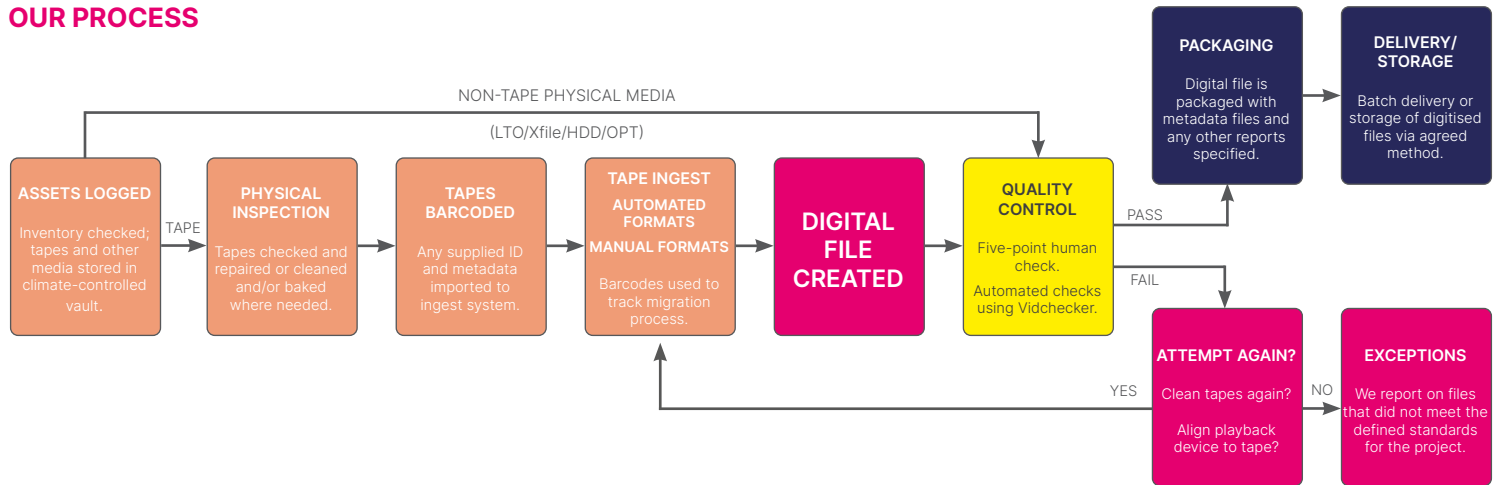 OUR PROCESS
NON-TAPE PHYSICAL MEDIA
(LTO/Xfile/HDD/OPT)
ASSETS LOGGED
Inventory checked;
tapes and other
media stored in
climate-controlled
vault.
TAPE
PHYSICAL
INSPECTION
Tapes checked and
repaired or cleaned
and/or baked
where needed.
TAPES
BARCODED
Any supplied ID
and metadata
imported to
ingest system.
TAPE INGEST
AUTOMATED
FORMATS
MANUAL FORMATS
Barcodes used to
track migration
process.
DIGITAL
FILE
CREATED
QUALITY
CONTROL
Five-point human
check.
Automated checks
using Vidchecker.
PASS
PACKAGING
Digital file is
packaged with
metadata files and
any other reports
specified.
DELIVERY/
STORAGE
Batch delivery or
storage of digitised
files via agreed
method.
FAIL
ATTEMPT AGAIN?
Clean tapes again?
Align playback
device to tape?
YES
NO
EXCEPTIONS
We report on files
that did not meet the
defined standards
for the project.